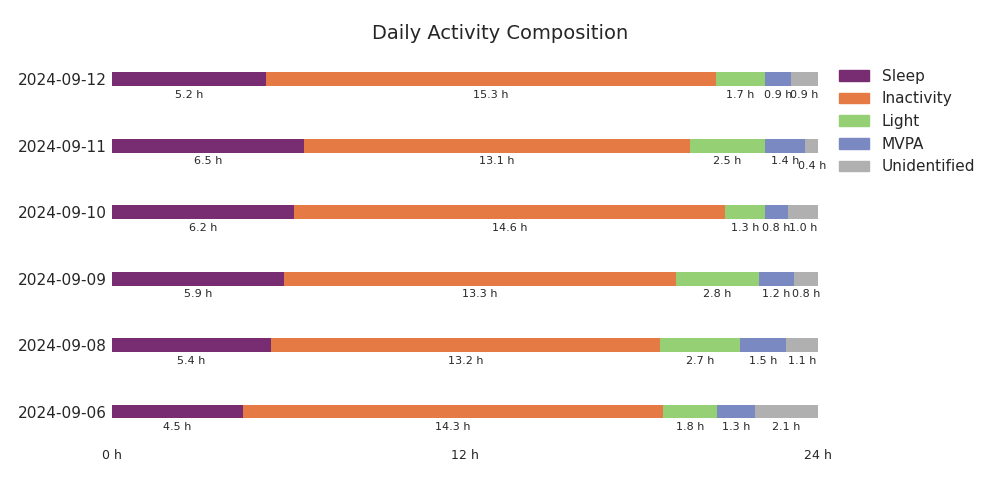 Daily Activity Composition
2024-09-12
5.2 h 15.3 h 1.7 h 0.9 h 0.9 h
2024-09-11
6.5 h 13.1 h 2.5 h 1.4 h 0.4 h
2024-09-10
6.2 h 14.6 h 1.3 h 0.8 h 1.0 h
2024-09-09
5.9 h 13.3 h 2.8 h 1.2 h 0.8 h
2024-09-08
5.4 h 13.2 h 2.7 h 1.5 h 1.1 h
2024-09-06
4.5 h 14.3 h 1.8 h 1.3 h 2.1 h
0 h 12 h 24 h
Sleep
Inactivity
Light
MVPA
Unidentified